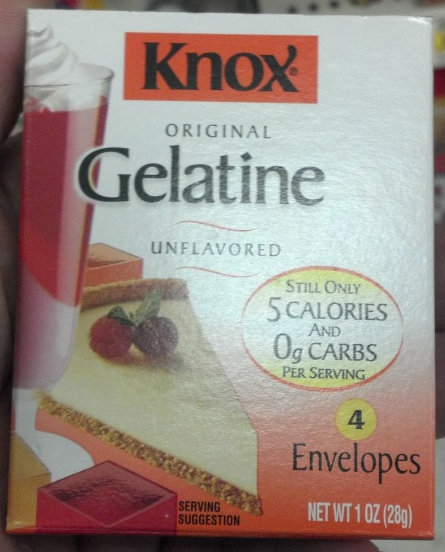 Knox®
ORIGINAL
Gelatine
UNFLAVORED
STILL ONLY
5 CALORIES
AND
0g CARBS
PER SERVING
4
Envelopes
SERVING
SUGGESTION
NET WT 1 OZ (28g)